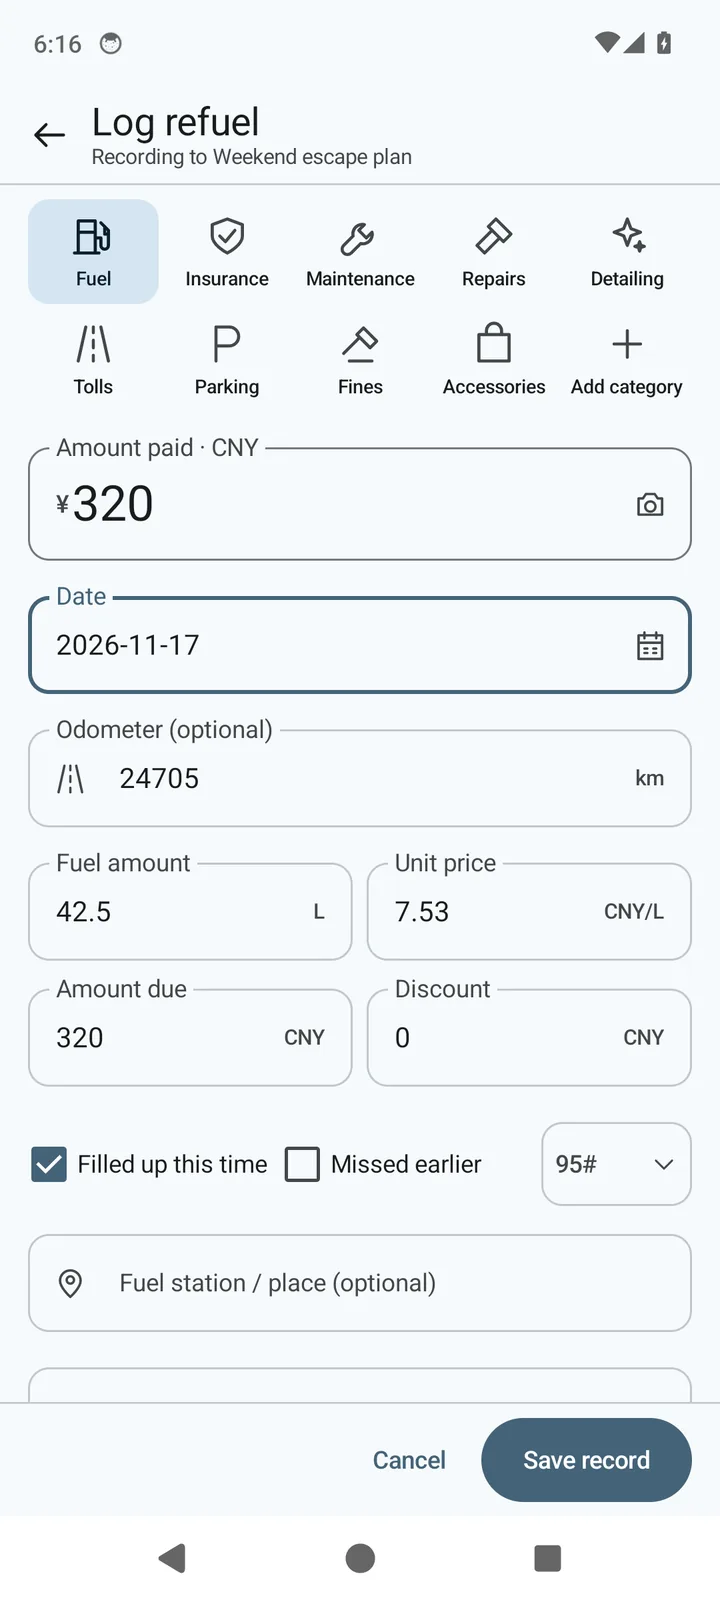 6:16
Log refuel
Recording to Weekend escape plan
Fuel
Insurance
Maintenance
Repairs
Detailing
Tolls
Parking
Fines
Accessories
Add category
Amount paid · CNY
¥320
Date
2026-11-17
Odometer (optional)
24705 km
Fuel amount
42.5 L
Unit price
7.53 CNY/L
Amount due
320 CNY
Discount
0 CNY
Filled up this time
Missed earlier
95#
Fuel station / place (optional)
Cancel
Save record